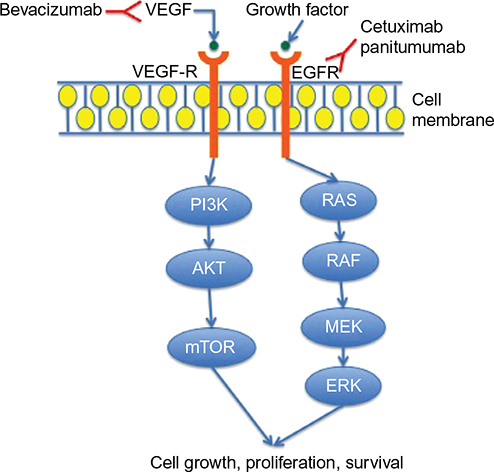 Bevacizumab
VEGF
Growth factor
Cetuximab
panitumumab
VEGF-R
EGFR
Cell
membrane
PI3K
RAS
AKT
RAF
mTOR
MEK
ERK
Cell growth, proliferation, survival